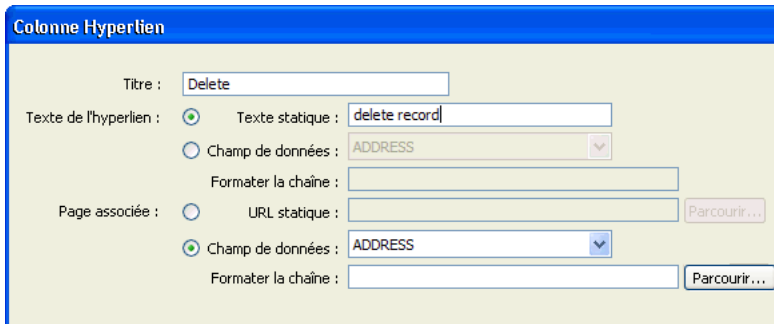 Colonne Hyperlien
Titre : Delete
Texte de l'hyperlien : Texte statique : delete record
Champ de données : ADDRESS
Formater la chaîne :
Page associée : URL statique : Parcourir...
Champ de données : ADDRESS
Formater la chaîne : Parcourir...